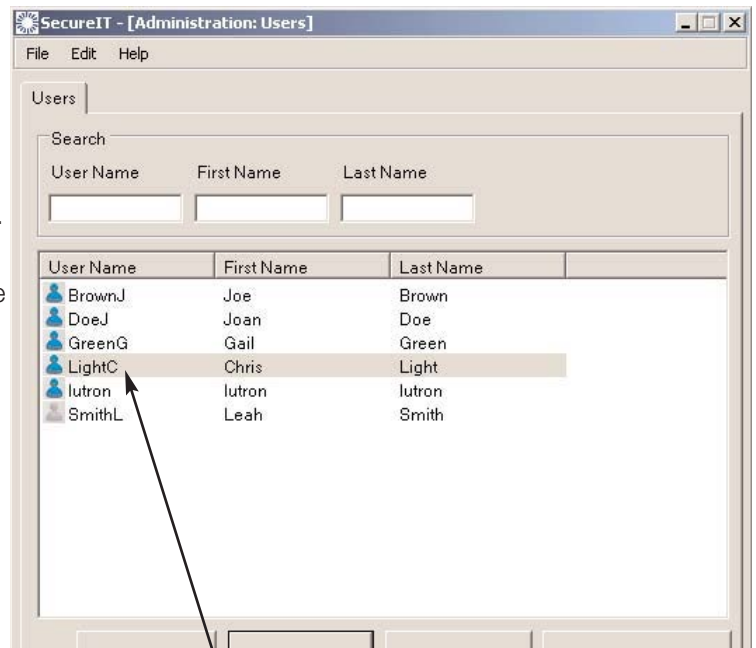 SecureIT - [Administration: Users]
File Edit Help
Users
Search
User Name First Name Last Name
User Name First Name Last Name
BrownJ Joe Brown
DoeJ Joan Doe
GreenG Gail Green
LightC Chris Light
lutron lutron lutron
SmithL Leah Smith